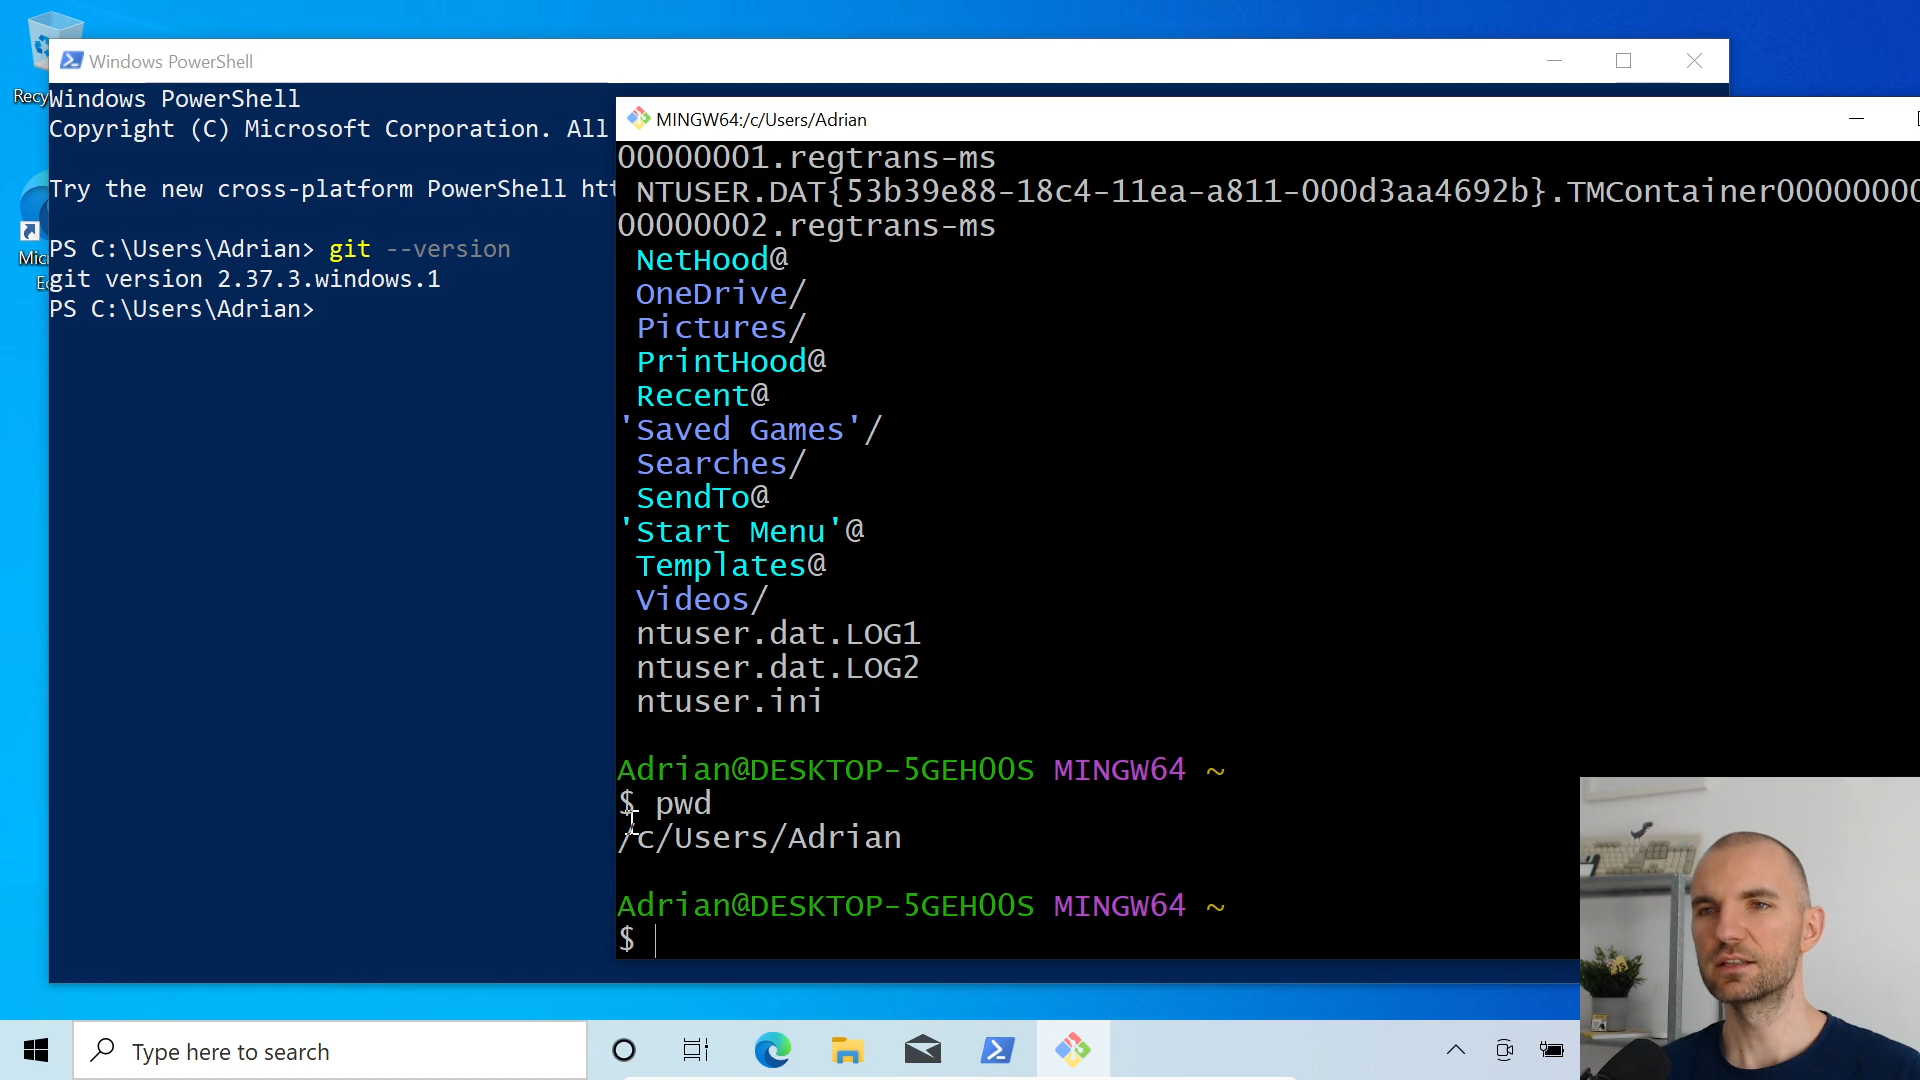 Windows PowerShell
Windows PowerShell
Copyright (C) Microsoft Corporation. All
Try the new cross-platform PowerShell
PS C:\Users\Adrian> git --version
git version 2.37.3.windows.1
PS C:\Users\Adrian>
MINGW64:/c/Users/Adrian
00000001.regtrans-ms
NTUSER.DAT{53b39e88-18c4-11ea-a811-000d3aa4692b}.TMContainer00000000
00000002.regtrans-ms
NetHood@
OneDrive/
Pictures/
PrintHood@
Recent@
'Saved Games'/
Searches/
SendTo@
'Start Menu'@
Templates@
Videos/
ntuser.dat.LOG1
ntuser.dat.LOG2
ntuser.ini
Adrian@DESKTOP-5GEH0OS MINGW64 ~
$ pwd
/c/Users/Adrian
Adrian@DESKTOP-5GEH0OS MINGW64 ~
$
Type here to search